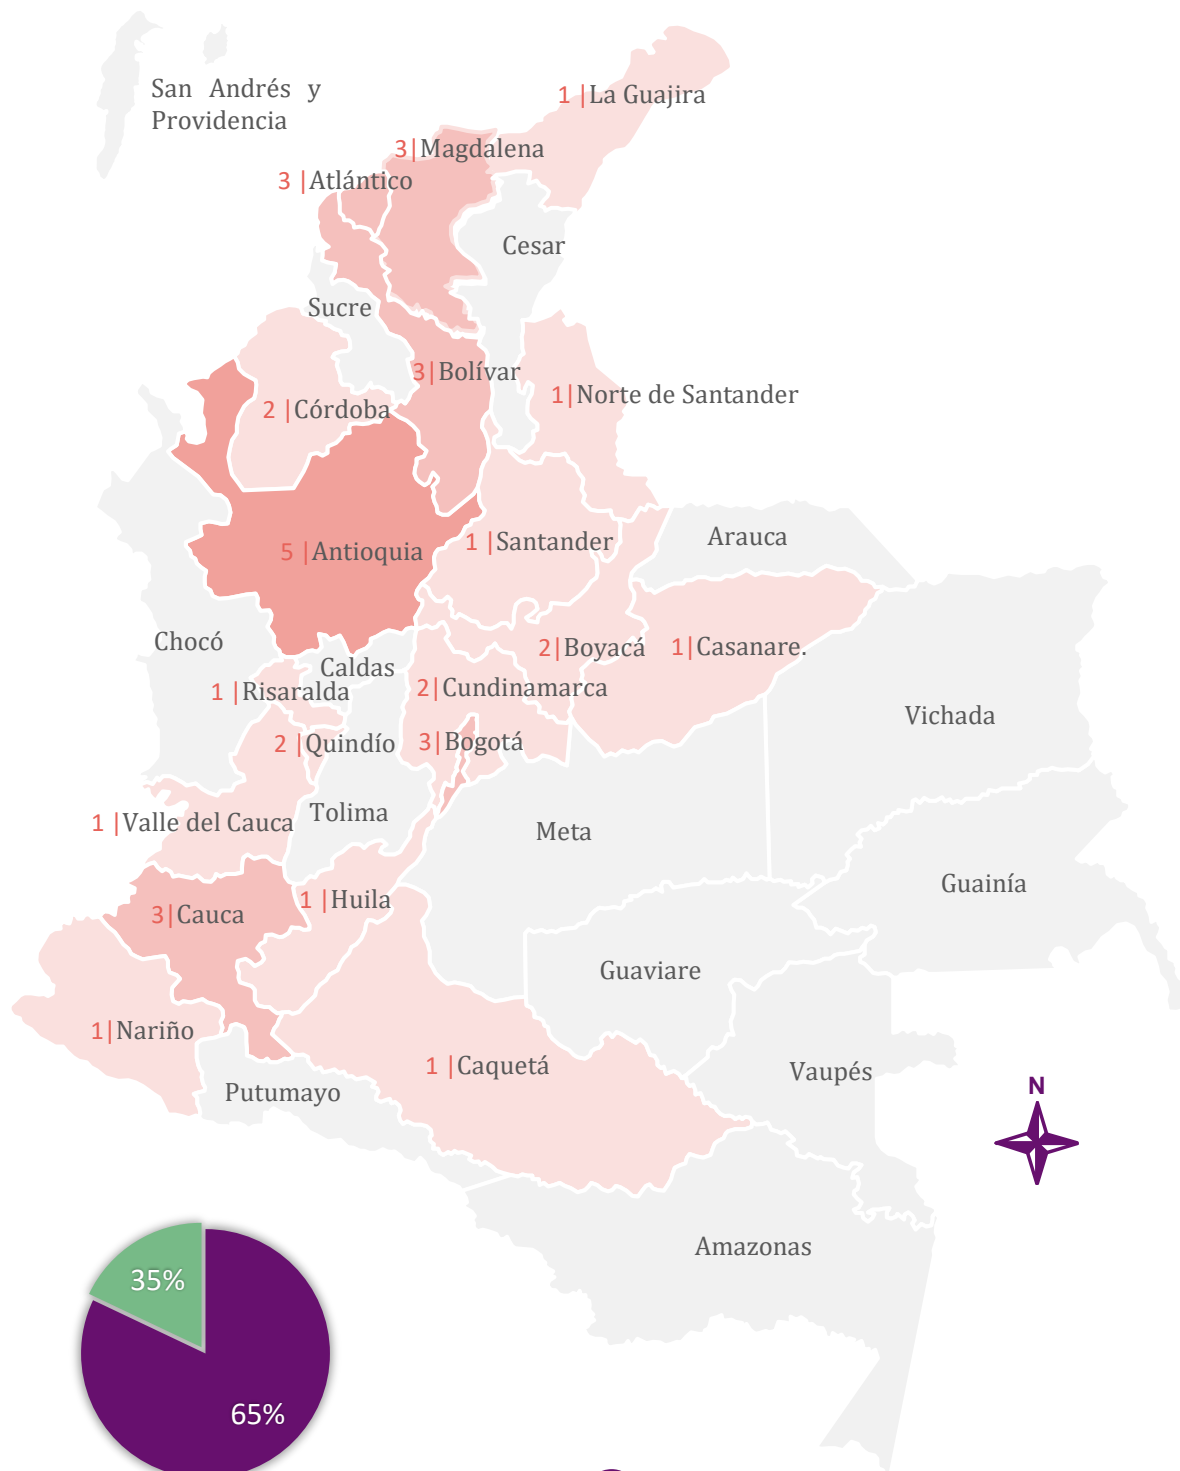 San Andrés y
Providencia
1 |La Guajira
3|Magdalena
3 |Atlántico
Cesar
Sucre
3|Bolívar
1|Norte de Santander
2 |Córdoba
Arauca
1 |Santander
5 |Antioquia
Chocó
2|Boyacá
1|Casanare.
Caldas
1 |Risaralda
2|Cundinamarca
Vichada
2 |Quindío
3|Bogotá
Tolima
1 |Valle del Cauca
Meta
Guainía
1 |Huila
3|Cauca
Guaviare
1|Nariño
1 |Caquetá
Vaupés
Putumayo
N
Amazonas
35%
65%